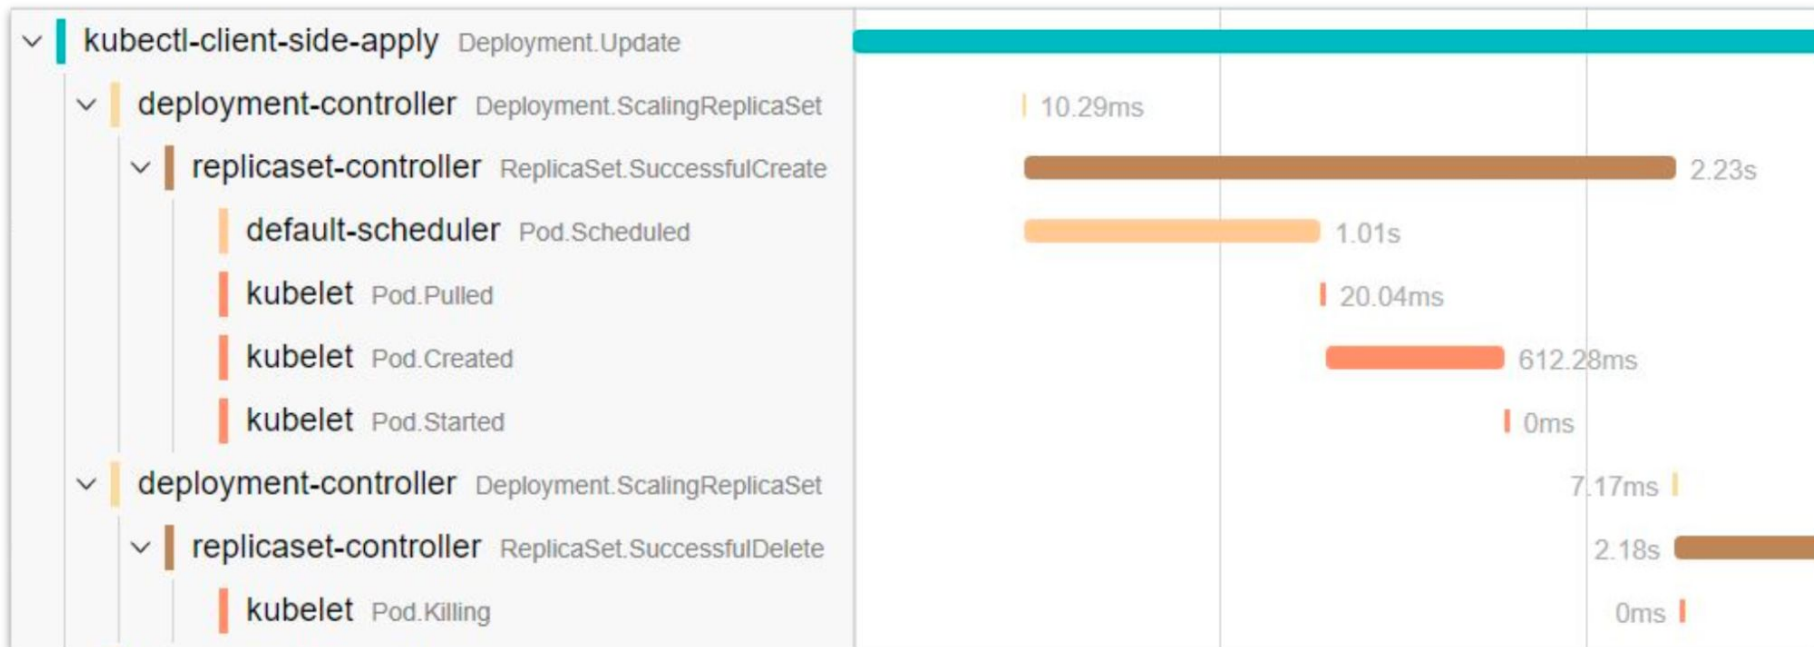 kubectl-client-side-apply Deployment.Update
deployment-controller Deployment.ScalingReplicaSet 10.29ms
replicaset-controller ReplicaSet.SuccessfulCreate 2.23s
default-scheduler Pod.Scheduled 1.01s
kubelet Pod.Pulled 20.04ms
kubelet Pod.Created 612.28ms
kubelet Pod.Started 0ms
deployment-controller Deployment.ScalingReplicaSet 7.17ms
replicaset-controller ReplicaSet.SuccessfulDelete 2.18s
kubelet Pod.Killing 0ms